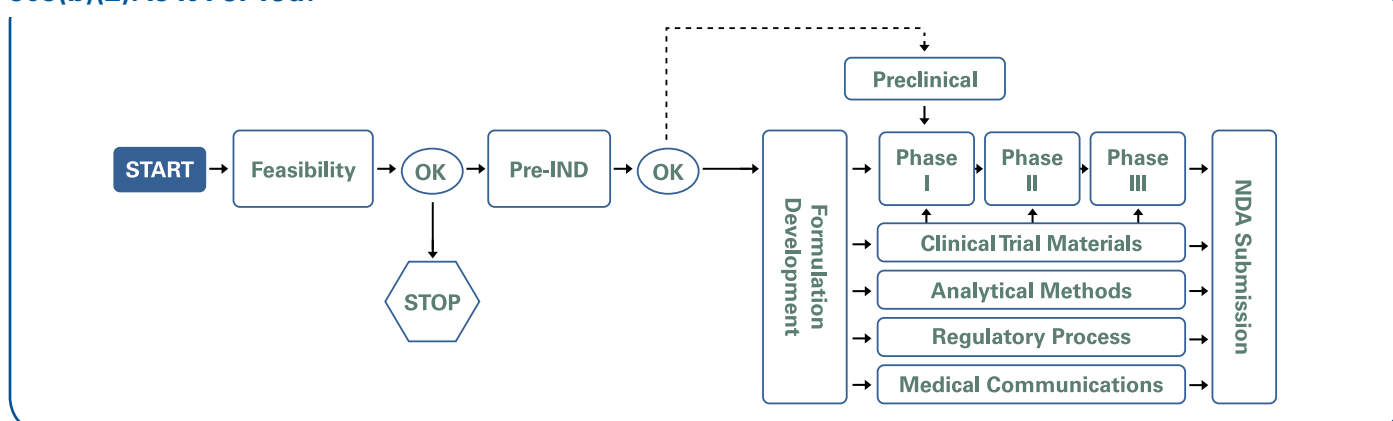 START
Feasibility
OK
STOP
Pre-IND
OK
Preclinical
Formulation
Development
Phase
I
Phase
II
Phase
III
Clinical Trial Materials
Analytical Methods
Regulatory Process
Medical Communications
NDA Submission